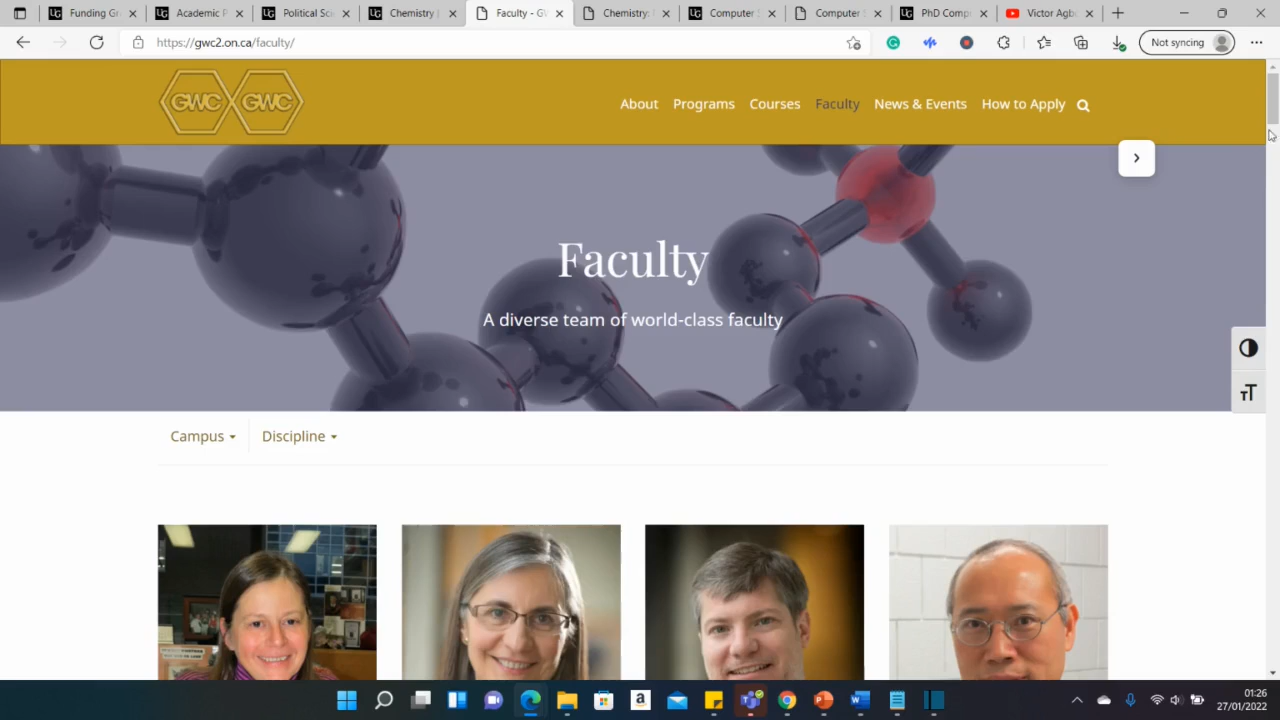 Funding Gr
Academic P
Political Sci
Chemistry |
Faculty - GW
Chemistry:
Computer S
Computer S
PhD Comp
Victor Agb
https://gwc2.on.ca/faculty/
Not syncing
GWC GWC
About Programs Courses Faculty News & Events How to Apply
Faculty
A diverse team of world-class faculty
Campus
Discipline
01:26
27/01/2022